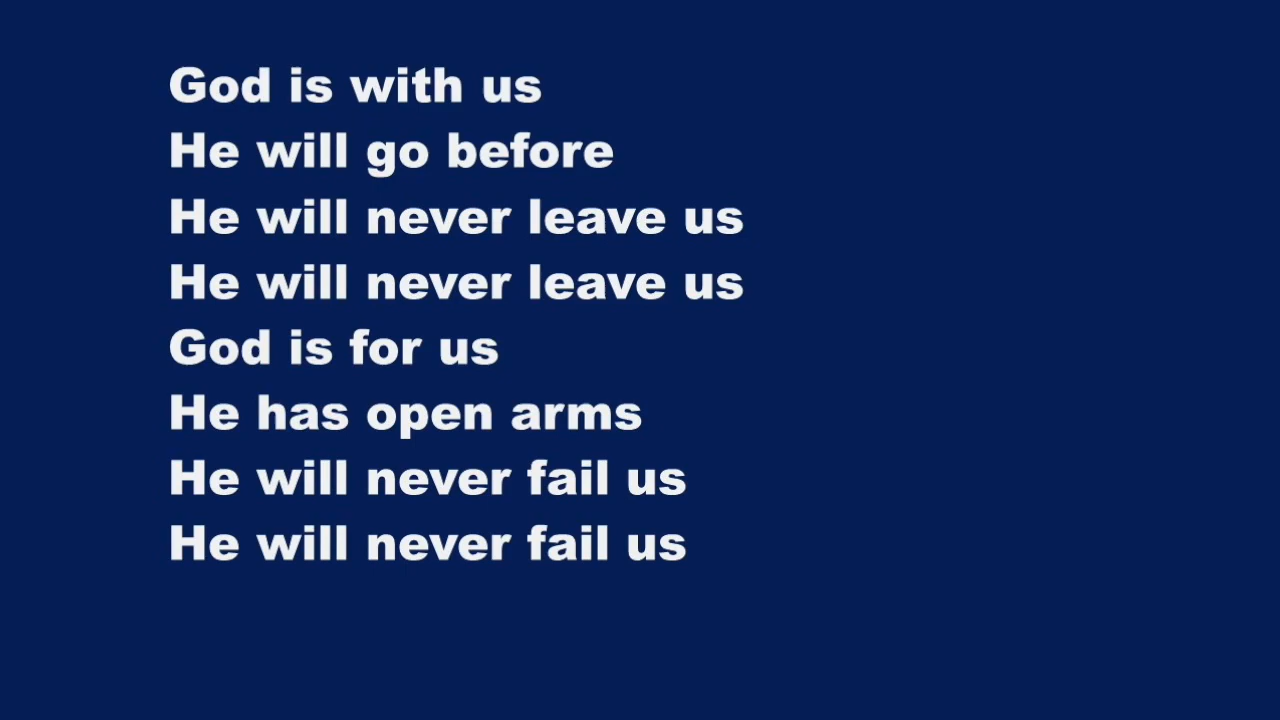 God is with us
He will go before
He will never leave us
He will never leave us
God is for us
He has open arms
He will never fail us
He will never fail us